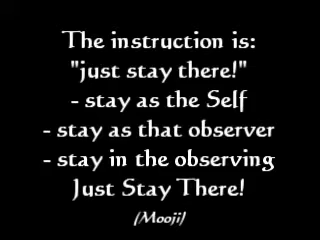 The instruction is:
"just stay there!"
- stay as the Self
- stay as that observer
- stay in the observing
Just Stay There!
(Mooji)